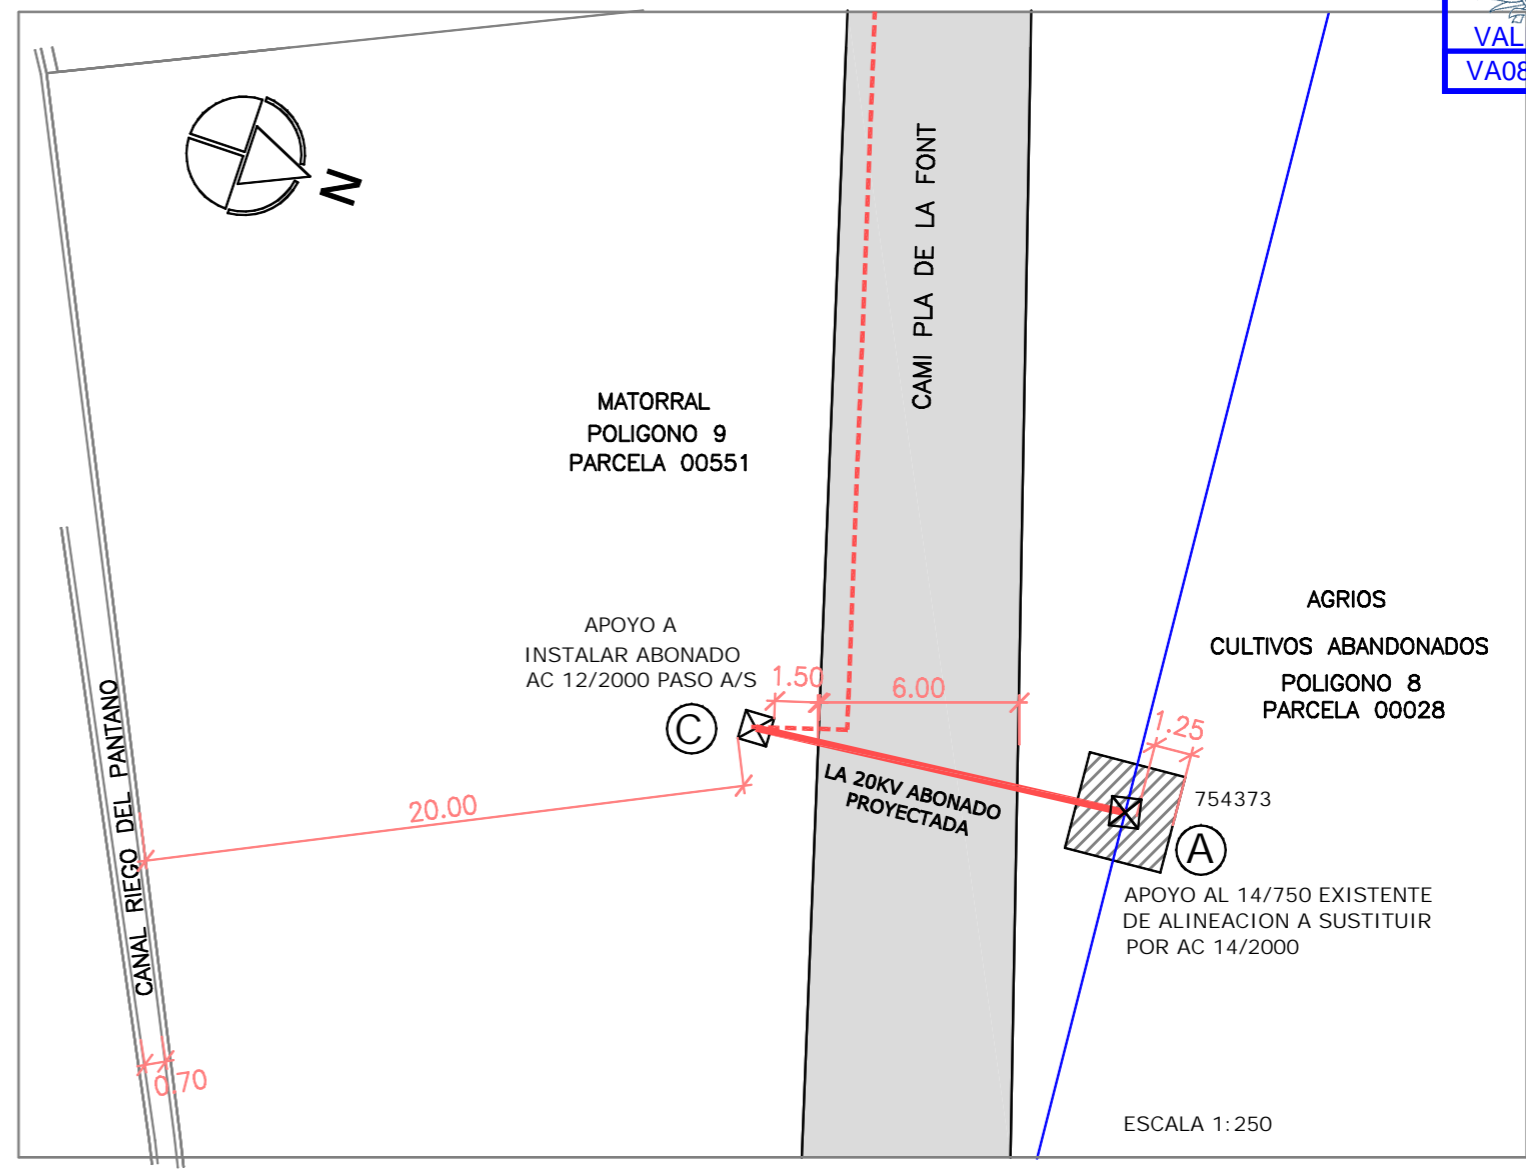 VAL
VA08
N
CAMI PLA DE LA FONT
MATORRAL
POLIGONO 9
PARCELA 00551
AGRIOS
CULTIVOS ABANDONADOS
POLIGONO 8
PARCELA 00028
APOYO A
INSTALAR ABONADO
AC 12/2000 PASO A/S
C
1.50
6.00
1.25
LA 20KV ABONADO
PROYECTADA
754373
A
APOYO AL 14/750 EXISTENTE
DE ALINEACION A SUSTITUIR
POR AC 14/2000
20.00
CANAL RIEGO DEL PANTANO
0.70
ESCALA 1:250